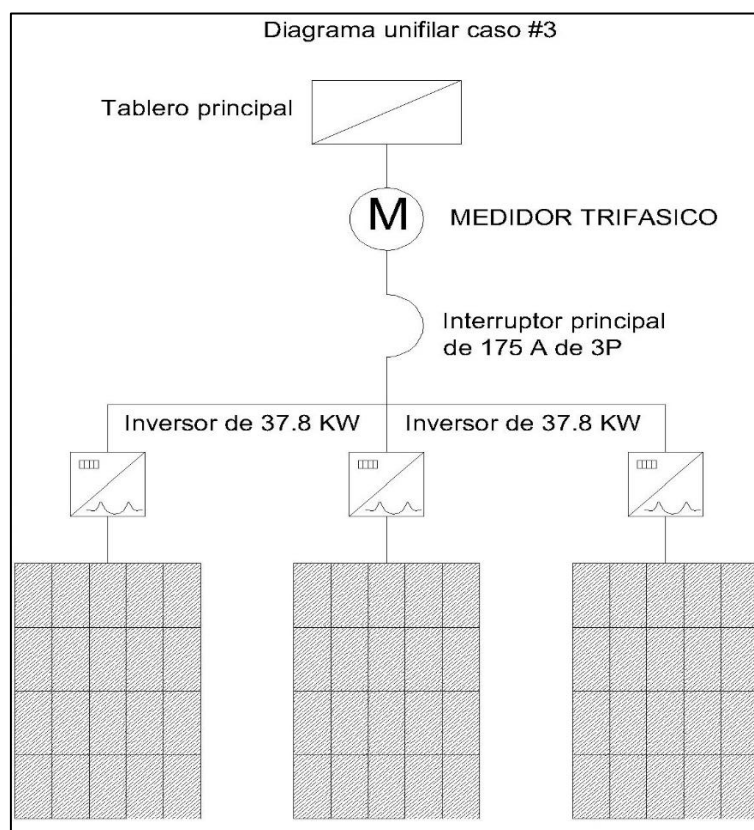 Diagrama unifilar caso #3
Tablero principal
M
MEDIDOR TRIFASICO
Interruptor principal
de 175 A de 3P
Inversor de 37.8 KW
Inversor de 37.8 KW